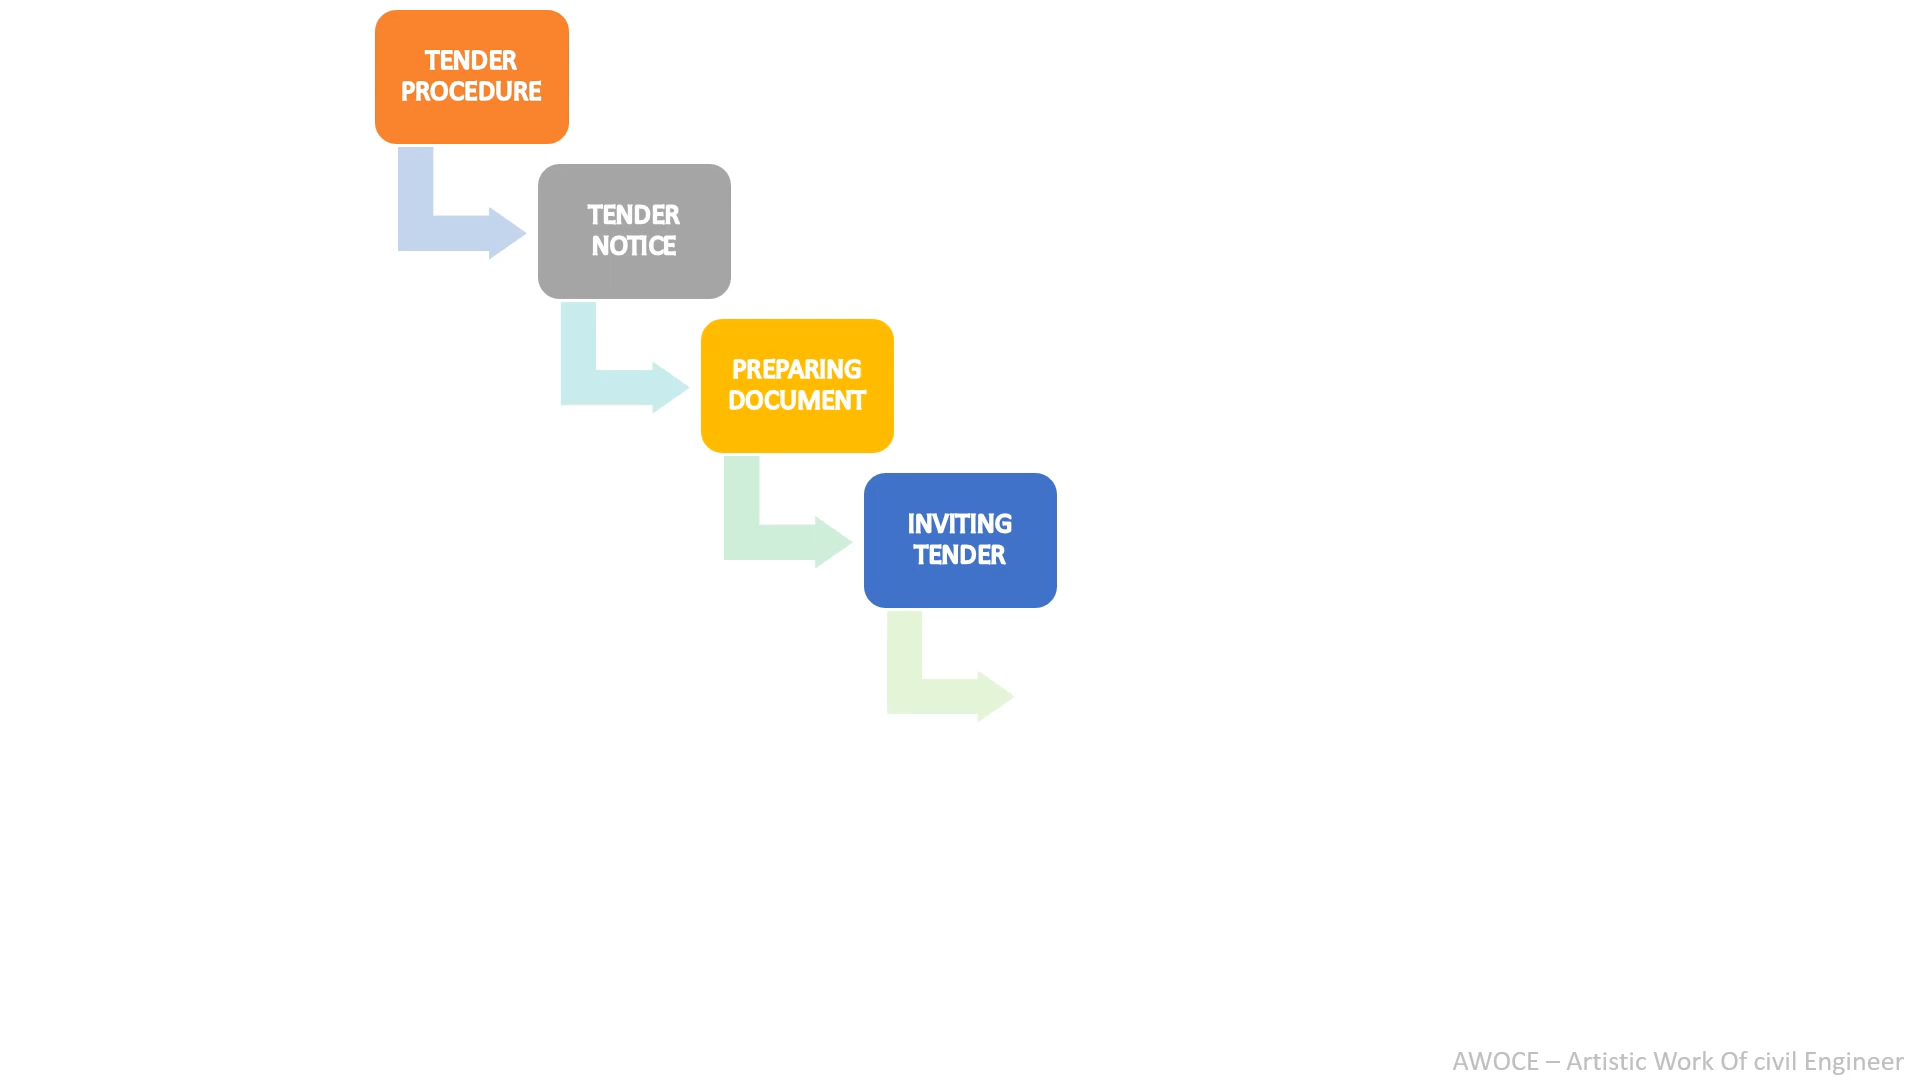 TENDER
PROCEDURE
TENDER
NOTICE
PREPARING
DOCUMENT
INVITING
TENDER
AWOCE – Artistic Work Of civil Engineer